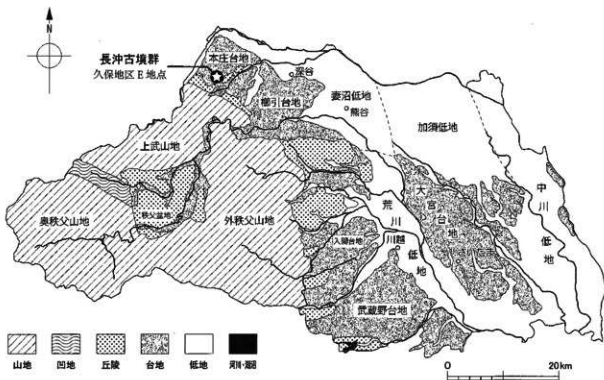 N
長沖古墳群
久保地区E地点
本庄台地
深谷
櫛引台地
妻沼低地
熊谷
加須低地
上武山地
秩父盆地
奥秩父山地
外秩父山地
荒川
低地
大宮台地
中川低地
入間台地
川越
武蔵野台地
山地
凹地
丘陵
台地
低地
河川・湖沼
0
20km